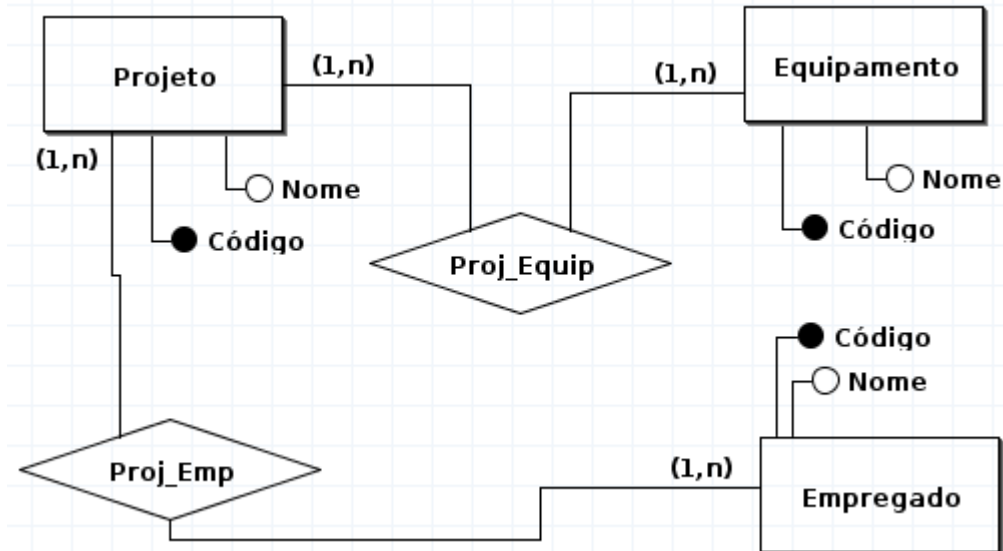 Projeto
(1,n)
(1,n)
Equipamento
(1,n)
Nome
Código
Nome
Código
Proj_Equip
Código
Nome
Proj_Emp
(1,n)
Empregado